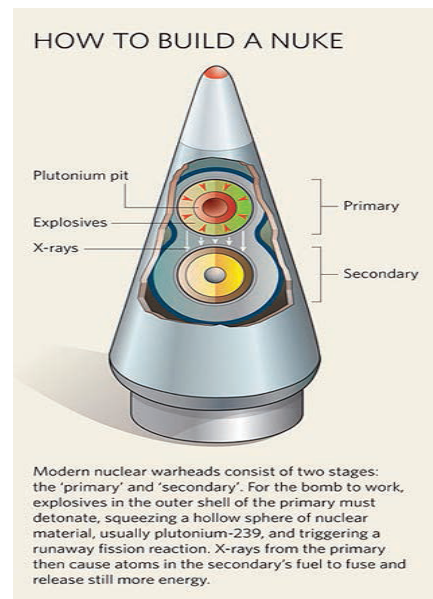 HOW TO BUILD A NUKE
Plutonium pit
Explosives
X-rays
Primary
Secondary
Modern nuclear warheads consist of two stages:
the 'primary' and 'secondary'. For the bomb to work,
explosives in the outer shell of the primary must
detonate, squeezing a hollow sphere of nuclear
material, usually plutonium-239, and triggering a
runaway fission reaction. X-rays from the primary
then cause atoms in the secondary's fuel to fuse and
release still more energy.